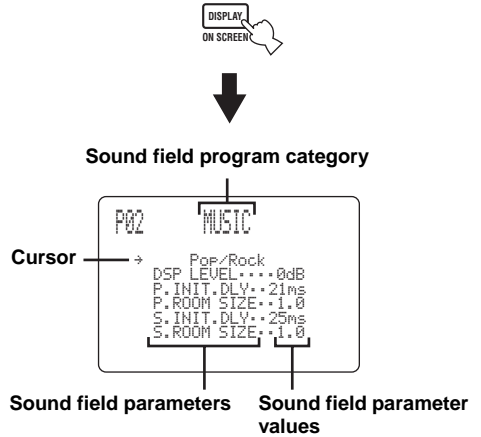 DISPLAY
ON SCREEN
Sound field program category
P02 MUSIC
Cursor → Pop/Rock
DSP LEVEL····0dB
P.INIT.DLY··21ms
P.ROOM SIZE··1.0
S.INIT.DLY··25ms
S.ROOM SIZE··1.0
Sound field parameters
Sound field parameter
values